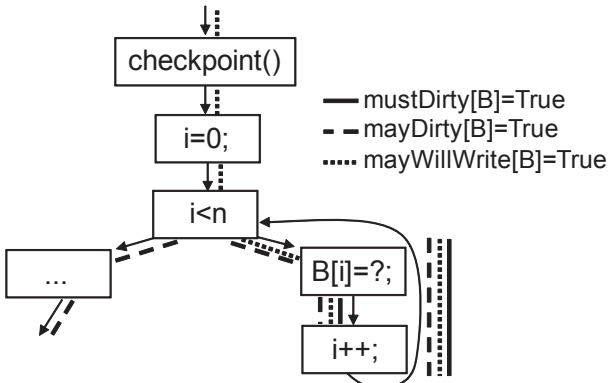 checkpoint()
mustDirty[B]=True
mayDirty[B]=True
i=0;
mayWillWrite[B]=True
i<n
...
B[i]=?;
i++;